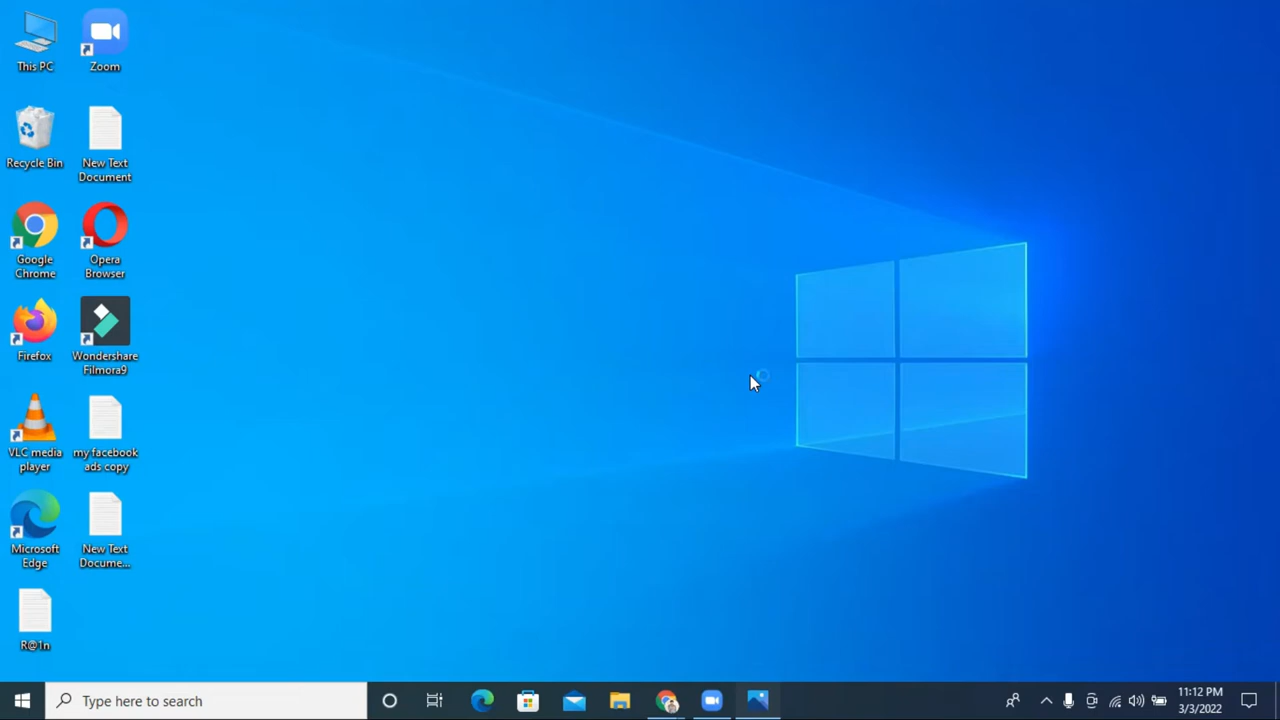 This PC
Zoom
Recycle Bin
New Text
Document
Google
Chrome
Opera
Browser
Firefox
Wondershare
Filmora9
VLC media
player
my facebook
ads copy
Microsoft
Edge
New Text
Docume...
R@1n
Type here to search
11:12 PM
3/3/2022